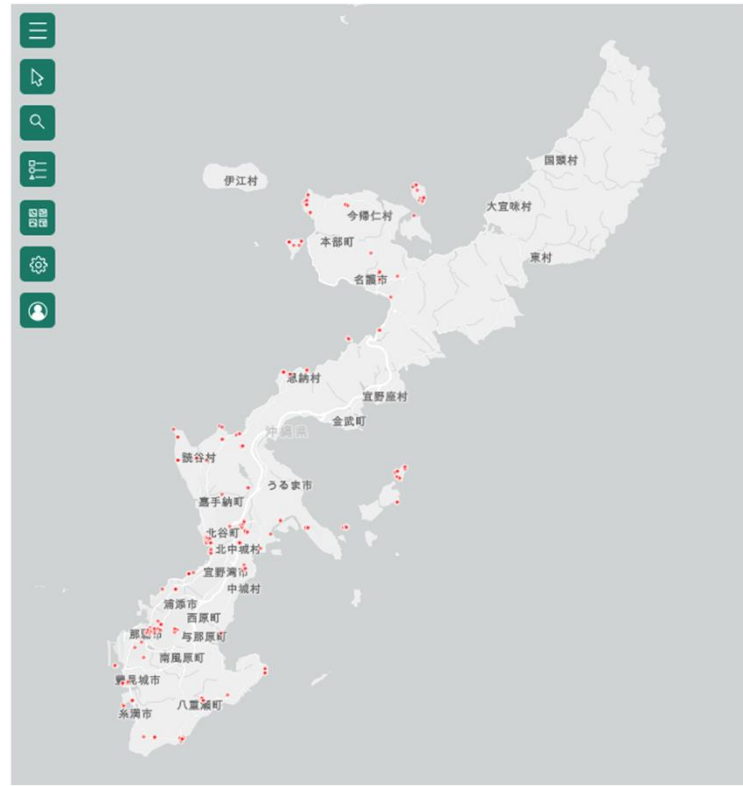 国頭村
伊江村
大宜味村
今帰仁村
本部町
東村
名護市
恩納村
宜野座村
金武町
沖縄県
読谷村
うるま市
嘉手納町
北谷町
北中城村
宜野湾市
中城村
浦添市
西原町
那覇市
与那原町
南風原町
豊見城市
八重瀬町
糸満市